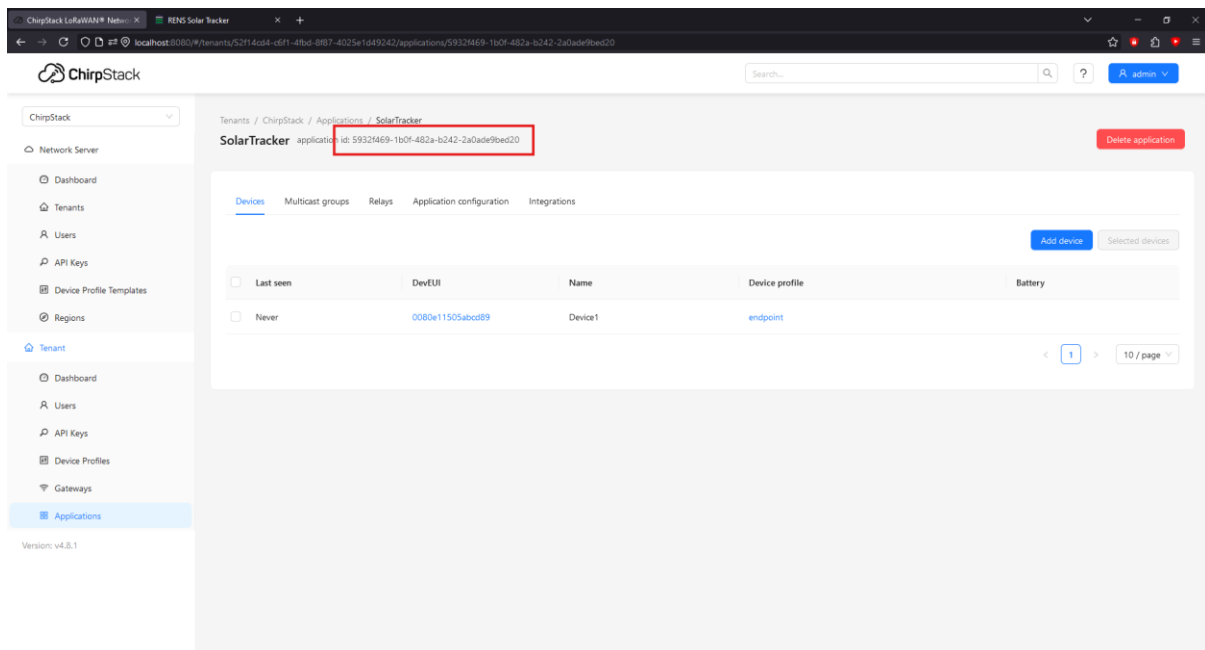 ChirpStack LoRaWAN® Networ
RENS Solar Tracker
localhost:8080/#/tenants/52f14cd4-c6f1-4fbd-8f87-4025e1d49242/applications/5932f469-1b0f-482a-b242-2a0ade9bed20
ChirpStack
Search...
?
admin
ChirpStack
Network Server
Dashboard
Tenants
Users
API Keys
Device Profile Templates
Regions
Tenant
Dashboard
Users
API Keys
Device Profiles
Gateways
Applications
Version: v4.8.1
Tenants / ChirpStack / Applications / SolarTracker
SolarTracker application id: 5932f469-1b0f-482a-b242-2a0ade9bed20
Delete application
Devices Multicast groups Relays Application configuration Integrations
Add device Selected devices
Last seen DevEUI Name Device profile Battery
Never 0080e11505abcd89 Device1 endpoint
< 1 > 10 / page